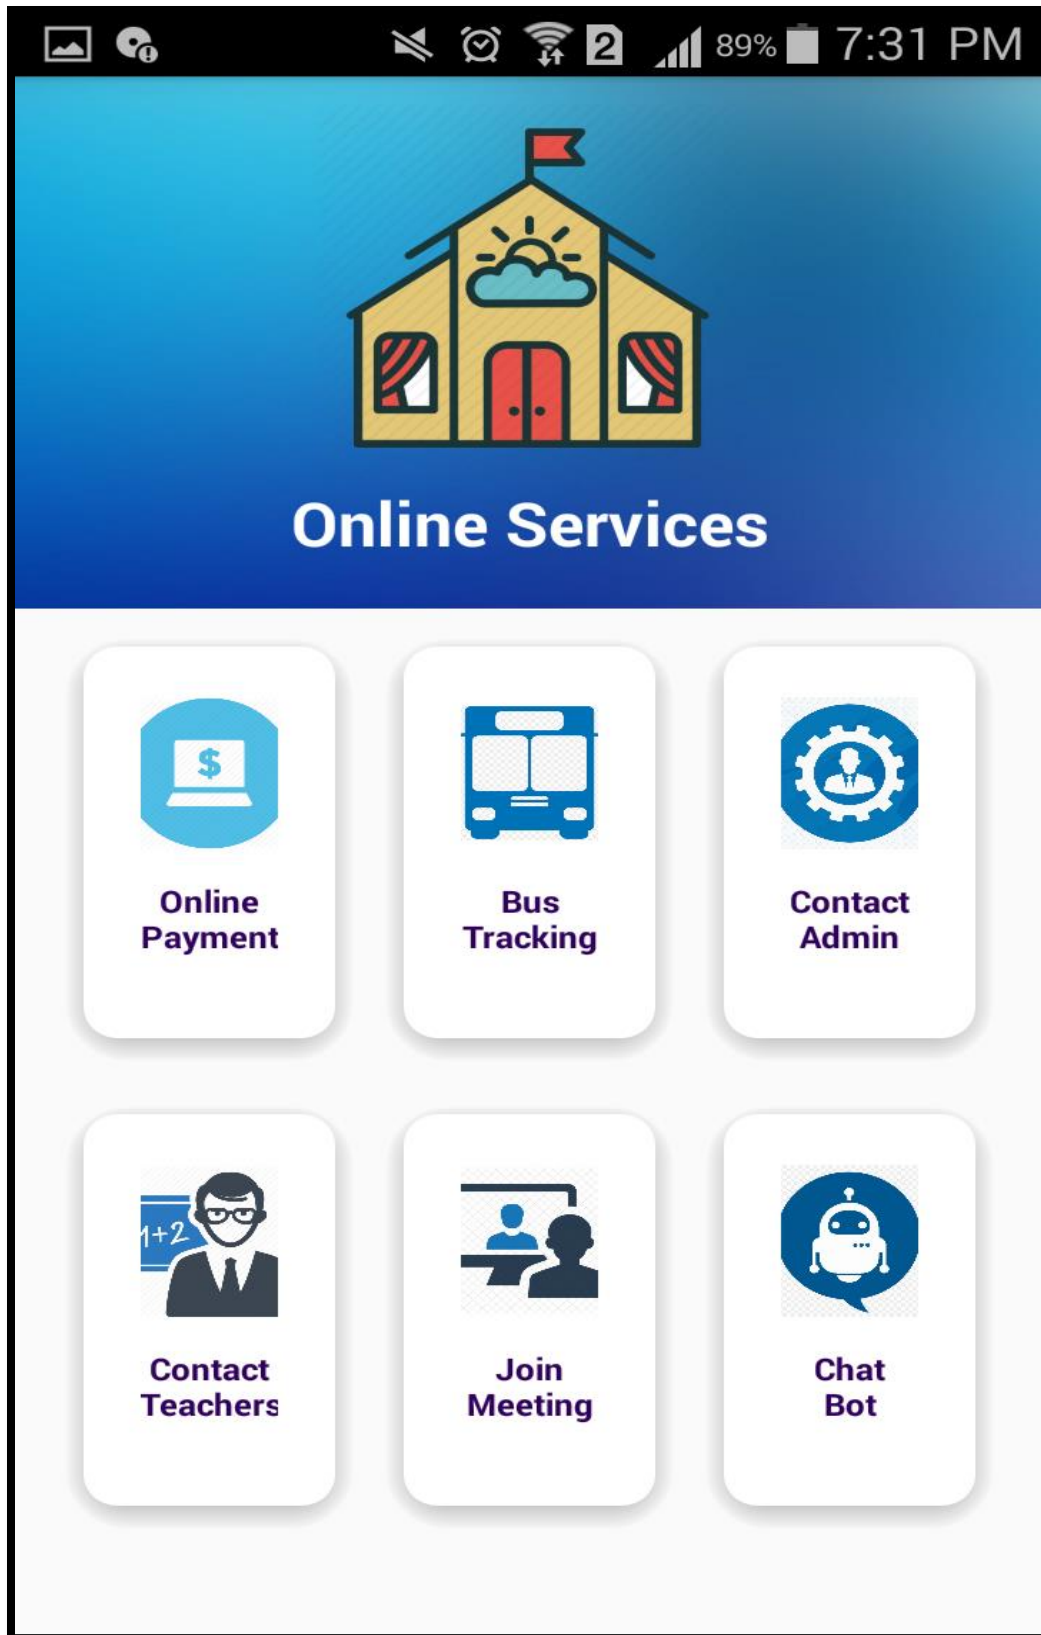 2 89% 7:31 PM
Online Services
$
Online
Payment
Bus
Tracking
Contact
Admin
1+2
Contact
Teachers
Join
Meeting
Chat
Bot